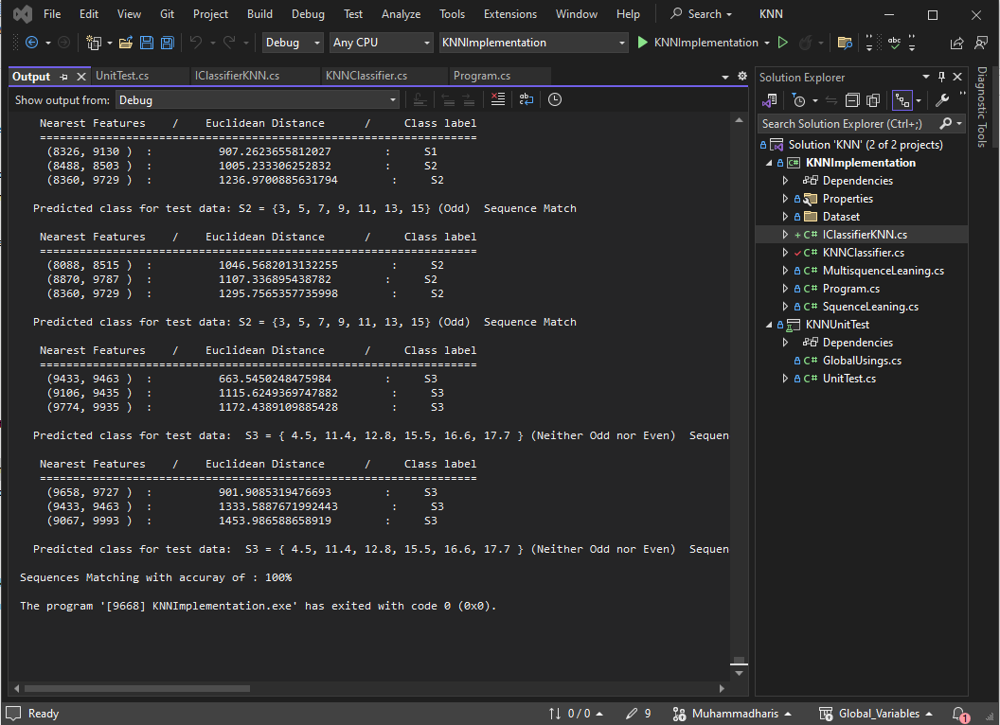 File Edit View Git Project Build Debug Test Analyze Tools Extensions Window Help Search KNN
Debug Any CPU KNNImplementation KNNImplementation
Output UnitTest.cs IClassifierKNN.cs KNNClassifier.cs Program.cs
Show output from: Debug
Nearest Features / Euclidean Distance / Class label
==================================================================
(8326, 9130 ) : 907.2623655812027 : S1
(8488, 8503 ) : 1005.233306252832 : S2
(8360, 9729 ) : 1236.9700885631794 : S2
Predicted class for test data: S2 = {3, 5, 7, 9, 11, 13, 15} (Odd) Sequence Match
Nearest Features / Euclidean Distance / Class label
==================================================================
(8088, 8515 ) : 1046.5682013132255 : S2
(8870, 9787 ) : 1107.336895438782 : S2
(8360, 9729 ) : 1295.7565357735998 : S2
Predicted class for test data: S2 = {3, 5, 7, 9, 11, 13, 15} (Odd) Sequence Match
Nearest Features / Euclidean Distance / Class label
==================================================================
(9433, 9463 ) : 663.5450248475984 : S3
(9106, 9435 ) : 1115.6249369747882 : S3
(9774, 9935 ) : 1172.4389109885428 : S3
Predicted class for test data: S3 = { 4.5, 11.4, 12.8, 15.5, 16.6, 17.7 } (Neither Odd nor Even) Sequen
Nearest Features / Euclidean Distance / Class label
==================================================================
(9658, 9727 ) : 901.9085319476693 : S3
(9433, 9463 ) : 1333.5887671992443 : S3
(9067, 9993 ) : 1453.986588658919 : S3
Predicted class for test data: S3 = { 4.5, 11.4, 12.8, 15.5, 16.6, 17.7 } (Neither Odd nor Even) Sequen
Sequences Matching with accuray of : 100%
The program '[9668] KNNImplementation.exe' has exited with code 0 (0x0).
Solution Explorer
Search Solution Explorer (Ctrl+;)
Solution 'KNN' (2 of 2 projects)
C# KNNImplementation
Dependencies
Properties
Dataset
C# IClassifierKNN.cs
C# KNNClassifier.cs
C# MultisquenceLeaning.cs
C# Program.cs
C# SquenceLeaning.cs
KNNUnitTest
Dependencies
C# GlobalUsings.cs
C# UnitTest.cs
Diagnostic Tools
Ready 0 / 0 9 Muhammadharis Global_Variables 1